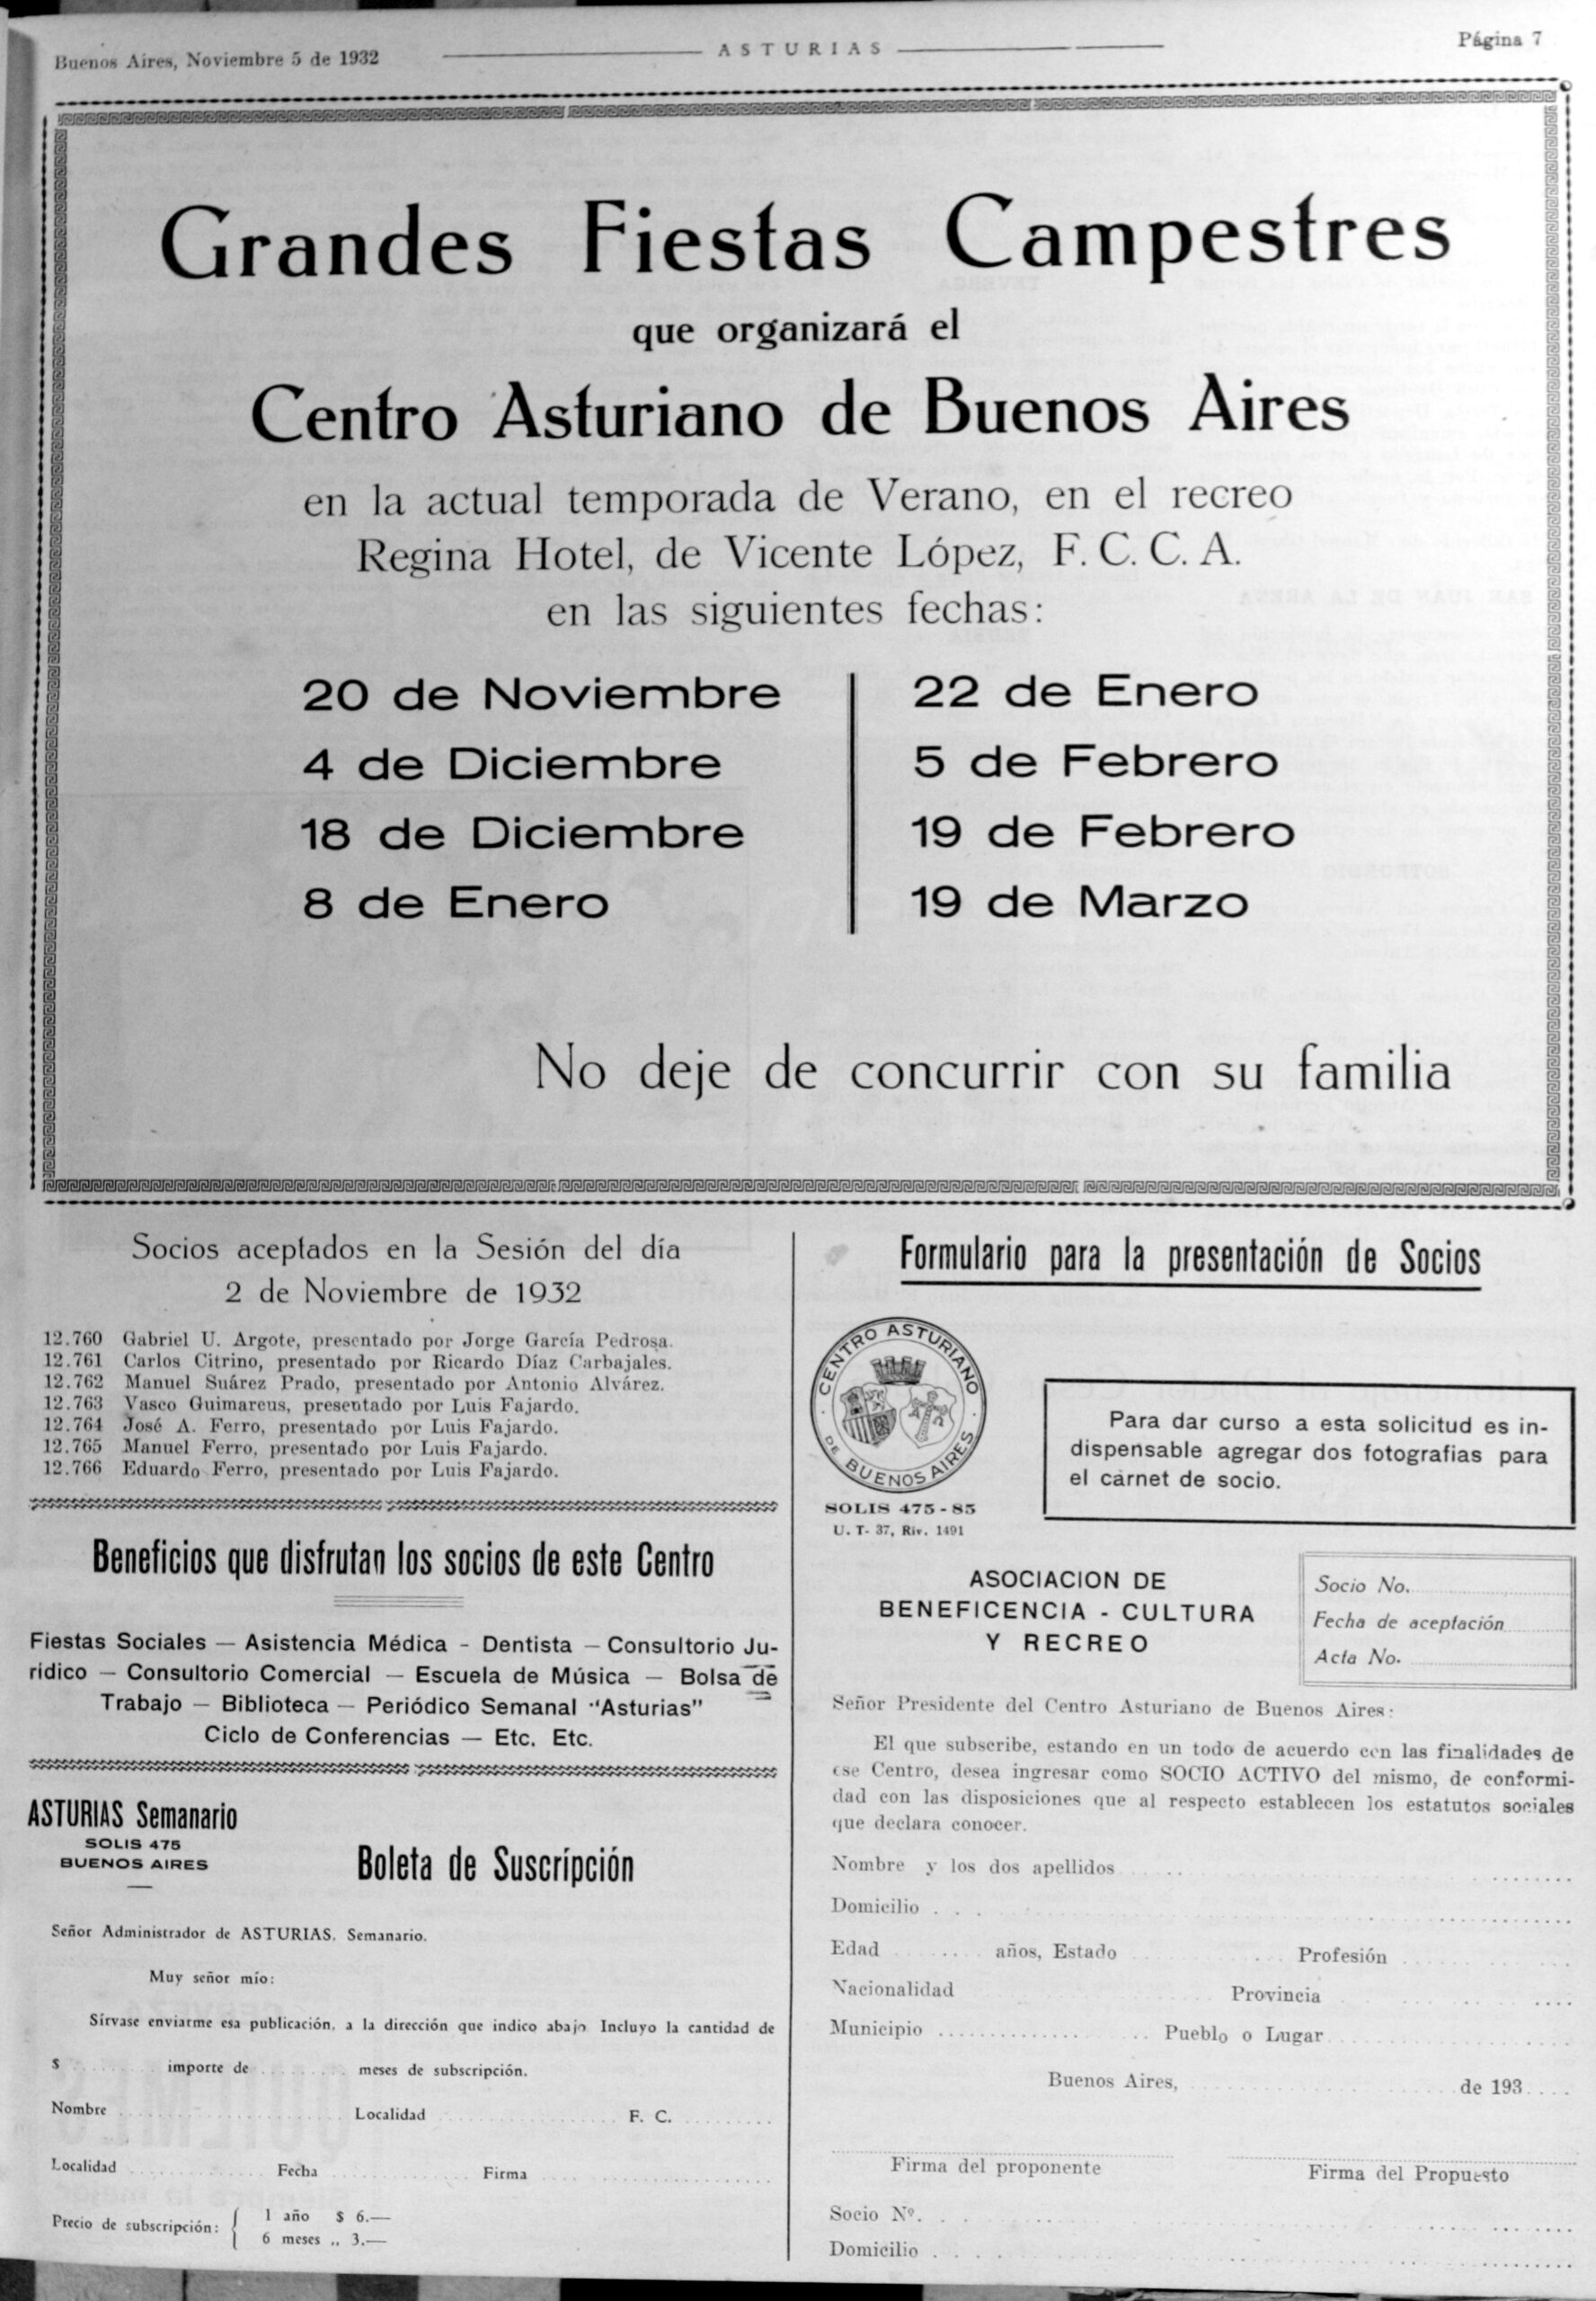 Buenos Aires, Noviembre 5 de 1932
ASTURIAS
Página 7
Grandes Fiestas Campestres
que organizará el
Centro Asturiano de Buenos Aires
en la actual temporada de Verano, en el recreo
Regina Hotel, de Vicente López, F. C. C. A.
en las siguientes fechas:
20 de Noviembre
4 de Diciembre
18 de Diciembre
8 de Enero
22 de Enero
5 de Febrero
19 de Febrero
19 de Marzo
No deje de concurrir con su familia
Socios aceptados en la Sesión del día
2 de Noviembre de 1932
12.760 Gabriel U. Argote, presentado por Jorge García Pedrosa.
12.761 Carlos Citrino, presentado por Ricardo Díaz Carbajales.
12.762 Manuel Suárez Prado, presentado por Antonio Alvárez.
12.763 Vasco Guimareus, presentado por Luis Fajardo.
12.764 José A. Ferro, presentado por Luis Fajardo.
12.765 Manuel Ferro, presentado por Luis Fajardo.
12.766 Eduardo Ferro, presentado por Luis Fajardo.
Beneficios que disfrutan los socios de este Centro
Fiestas Sociales — Asistencia Médica - Dentista — Consultorio Ju-
rídico — Consultorio Comercial — Escuela de Música — Bolsa de
Trabajo — Biblioteca — Periódico Semanal "Asturias"
Ciclo de Conferencias — Etc. Etc.
ASTURIAS Semanario
SOLIS 475
BUENOS AIRES
Boleta de Suscrípción
Señor Administrador de ASTURIAS. Semanario.
Muy señor mío:
Sírvase enviarme esa publicación, a la dirección que indico abajo. Incluyo la cantidad de
$ ......... importe de ......... meses de subscripción.
Nombre ......... Localidad ......... F. C. .........
Localidad ......... Fecha ......... Firma .........
Precio de subscripción:
1 año $ 6.—
6 meses ,, 3.—
Formulario para la presentación de Socios
CENTRO ASTURIANO
DE BUENOS AIRES
SOLIS 475-85
U. T. 37, Riv. 1491
Para dar curso a esta solicitud es in-
dispensable agregar dos fotografias para
el carnet de socio.
ASOCIACION DE
BENEFICENCIA - CULTURA
Y RECREO
Socio No.
Fecha de aceptación
Acta No.
Señor Presidente del Centro Asturiano de Buenos Aires:
El que subscribe, estando en un todo de acuerdo con las finalidades de
ese Centro, desea ingresar como SOCIO ACTIVO del mismo, de conformi-
dad con las disposiciones que al respecto establecen los estatutos sociales
que declara conocer.
Nombre y los dos apellidos .........
Domicilio .........
Edad ......... años, Estado ......... Profesión .........
Nacionalidad ......... Provincia .........
Municipio ......... Pueblo o Lugar .........
Buenos Aires, ......... de 193....
Firma del proponente
Firma del Propuesto
Socio Nº. .........
Domicilio .........